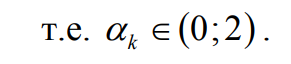 т.е. αₖ ∈ (0;2).